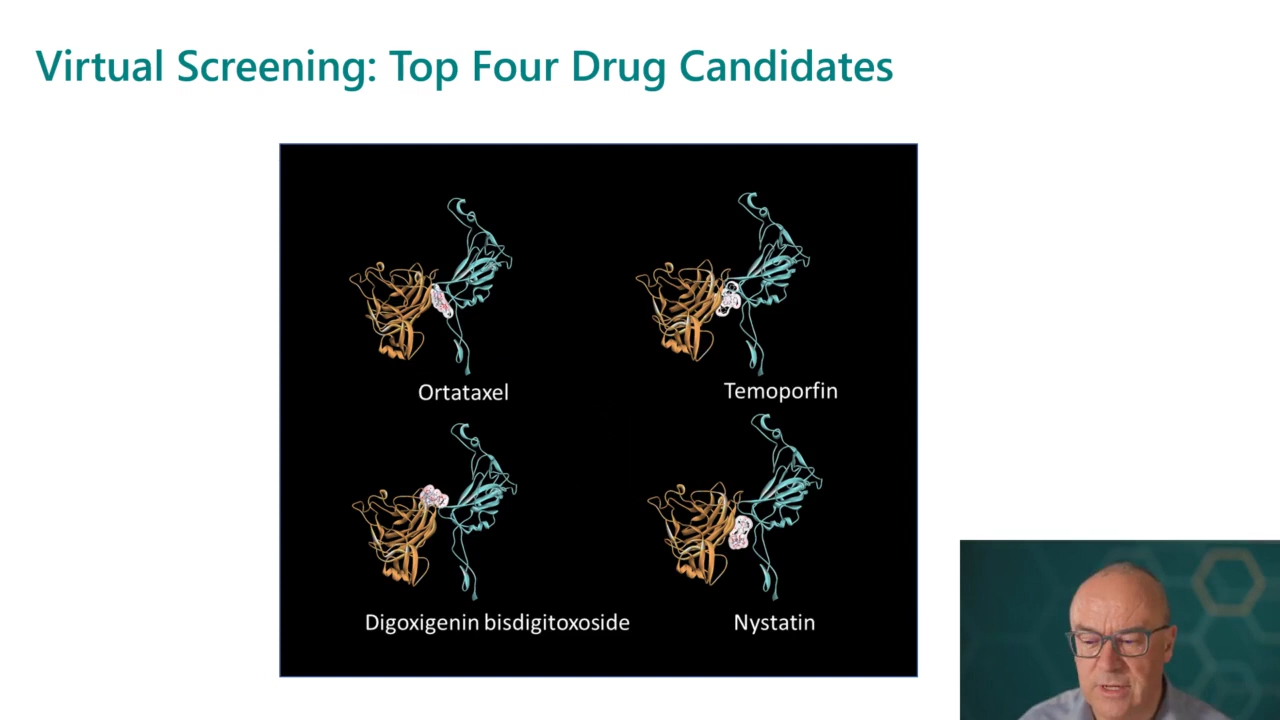 Virtual Screening: Top Four Drug Candidates
Ortataxel
Temoporfin
Digoxigenin bisdigitoxoside
Nystatin